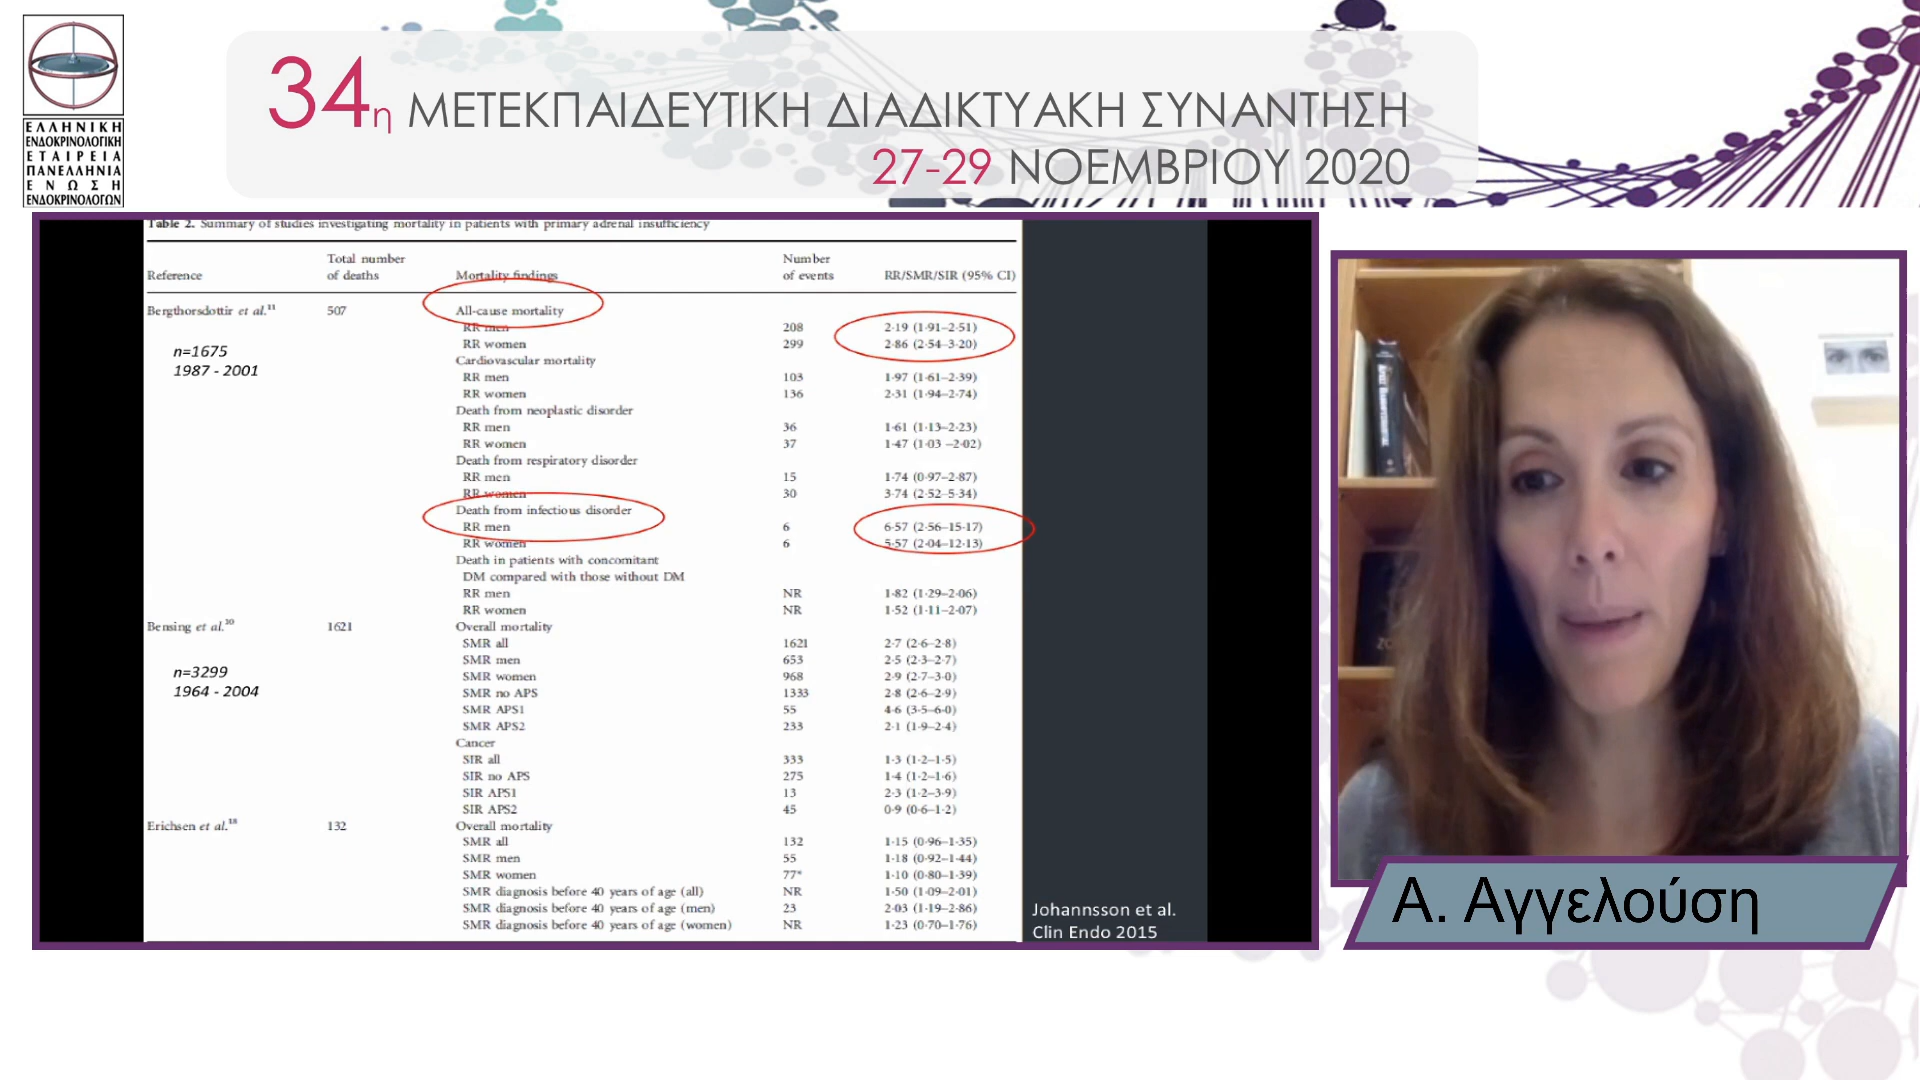 34η ΜΕΤΕΚΠΑΙΔΕΥΤΙΚΗ ΔΙΑΔΙΚΤΥΑΚΗ ΣΥΝΑΝΤΗΣΗ
27-29 ΝΟΕΜΒΡΙΟΥ 2020
ΕΛΛΗΝΙΚΗ
ΕΝΔΟΚΡΙΝΟΛΟΓΙΚΗ
ΕΤΑΙΡΕΙΑ
ΠΑΝΕΛΛΗΝΙΑ
ΕΝΩΣΗ
ΕΝΔΟΚΡΙΝΟΛΟΓΩΝ
Table 2. Summary of studies investigating mortality in patients with primary adrenal insufficiency
Reference Total number of deaths Mortality findings Number of events RR/SMR/SIR (95% CI)
Bergthorsdottir et al.¹¹ 507 All-cause mortality
RR men 208 2·19 (1·91–2·51)
RR women 299 2·86 (2·54–3·20)
n=1675
1987 - 2001
Cardiovascular mortality
RR men 103 1·97 (1·61–2·39)
RR women 136 2·31 (1·94–2·74)
Death from neoplastic disorder
RR men 36 1·61 (1·13–2·23)
RR women 37 1·47 (1·03 –2·02)
Death from respiratory disorder
RR men 15 1·74 (0·97–2·87)
RR women 30 3·74 (2·52–5·34)
Death from infectious disorder
RR men 6 6·57 (2·56–15·17)
RR women 6 5·57 (2·04–12·13)
Death in patients with concomitant
DM compared with those without DM
RR men NR 1·82 (1·29–2·06)
RR women NR 1·52 (1·11–2·07)
Bensing et al.¹⁰ 1621 Overall mortality
SMR all 1621 2·7 (2·6–2·8)
SMR men 653 2·5 (2·3–2·7)
n=3299
1964 - 2004
SMR women 968 2·9 (2·7–3·0)
SMR no APS 1333 2·8 (2·6–2·9)
SMR APS1 55 4·6 (3·5–6·0)
SMR APS2 233 2·1 (1·9–2·4)
Cancer
SIR all 333 1·3 (1·2–1·5)
SIR no APS 275 1·4 (1·2–1·6)
SIR APS1 13 2·3 (1·2–3·9)
SIR APS2 45 0·9 (0·6–1·2)
Erichsen et al.¹⁸ 132 Overall mortality
SMR all 132 1·15 (0·96–1·35)
SMR men 55 1·18 (0·92–1·44)
SMR women 77* 1·10 (0·80–1·39)
SMR diagnosis before 40 years of age (all) NR 1·50 (1·09–2·01)
SMR diagnosis before 40 years of age (men) 23 2·03 (1·19–2·86)
SMR diagnosis before 40 years of age (women) NR 1·23 (0·70–1·76)
Johannsson et al.
Clin Endo 2015
Α. Αγγελούση